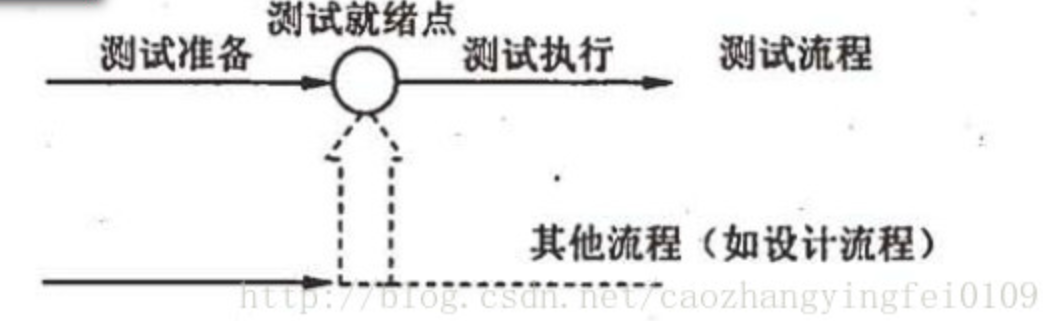 测试就绪点
测试准备
测试执行
测试流程
其他流程（如设计流程）
http://blog.csdn.net/caozhangyingfei0109